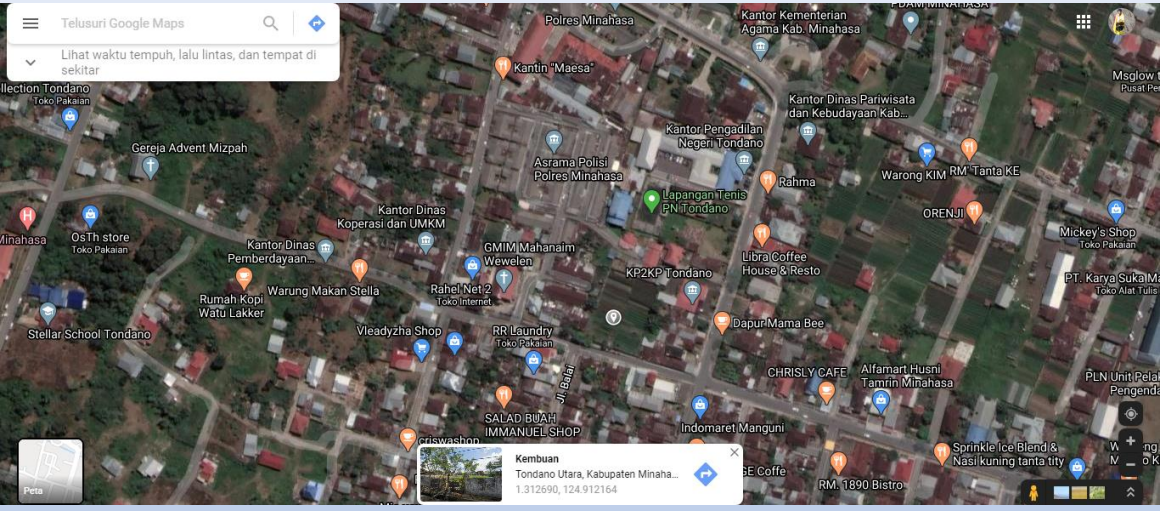 Telusuri Google Maps
Lihat waktu tempuh, lalu lintas, dan tempat di
sekitar
Polres Minahasa
Kantor Kementerian
Agama Kab. Minahasa
PDAM MINAHASA
Kantin "Maesa"
Msglow
Pusat
llection Tondano
Toko Pakaian
Kantor Dinas Pariwisata
dan Kebudayaan Kab...
Gereja Advent Mizpah
Kantor Pengadilan
Negeri Tondano
Asrama Polisi
Polres Minahasa
Warong KIM
RM Tanta KE
Rahma
Lapangan Tenis
PN Tondano
Kantor Dinas
Koperasi dan UMKM
ORENJI
Minahasa
OsTh store
Toko Pakaian
Mickey's Shop
Toko Pakaian
Kantor Dinas
Pemberdayaan...
GMIM Mahanaim
Wewelen
Libra Coffee
House & Resto
KP2KP Tondano
PT. Karya Suka Ma
Toko Alat Tulis
Rahel Net 2
Toko Internet
Warung Makan Stella
Rumah Kopi
Watu Lakker
Stellar School Tondano
Vleadyzha Shop
RR Laundry
Toko Pakaian
Dapur Mama Bee
Jl. Balai
CHRISLY CAFE
Alfamart Husni
Tamrin Minahasa
PLN Unit Pelak
Pengenda
SALAD BUAH
IMMANUEL SHOP
Indomaret Manguni
criswashop
Sprinkle Ice Blend &
Nasi kuning tanta tity
GE Coffe
RM. 1890 Bistro
Kembuan
Tondano Utara, Kabupaten Minaha...
1.312690, 124.912164
Peta